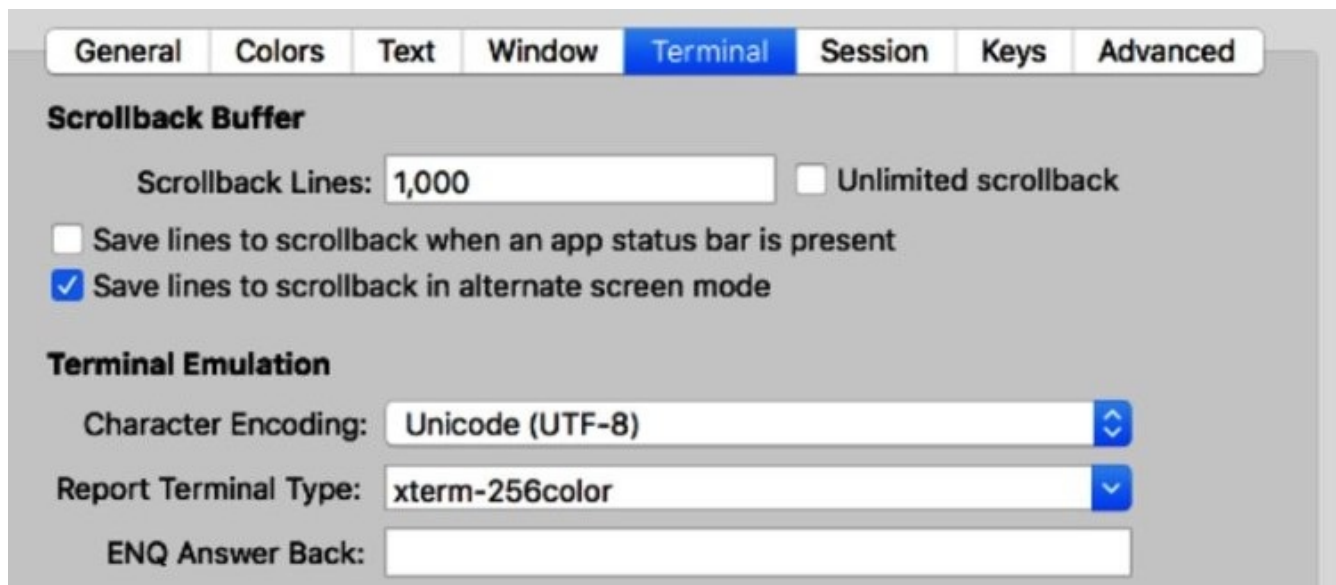 General Colors Text Window Terminal Session Keys Advanced
Scrollback Buffer
Scrollback Lines: 1,000 Unlimited scrollback
Save lines to scrollback when an app status bar is present
Save lines to scrollback in alternate screen mode
Terminal Emulation
Character Encoding: Unicode (UTF-8)
Report Terminal Type: xterm-256color
ENQ Answer Back: